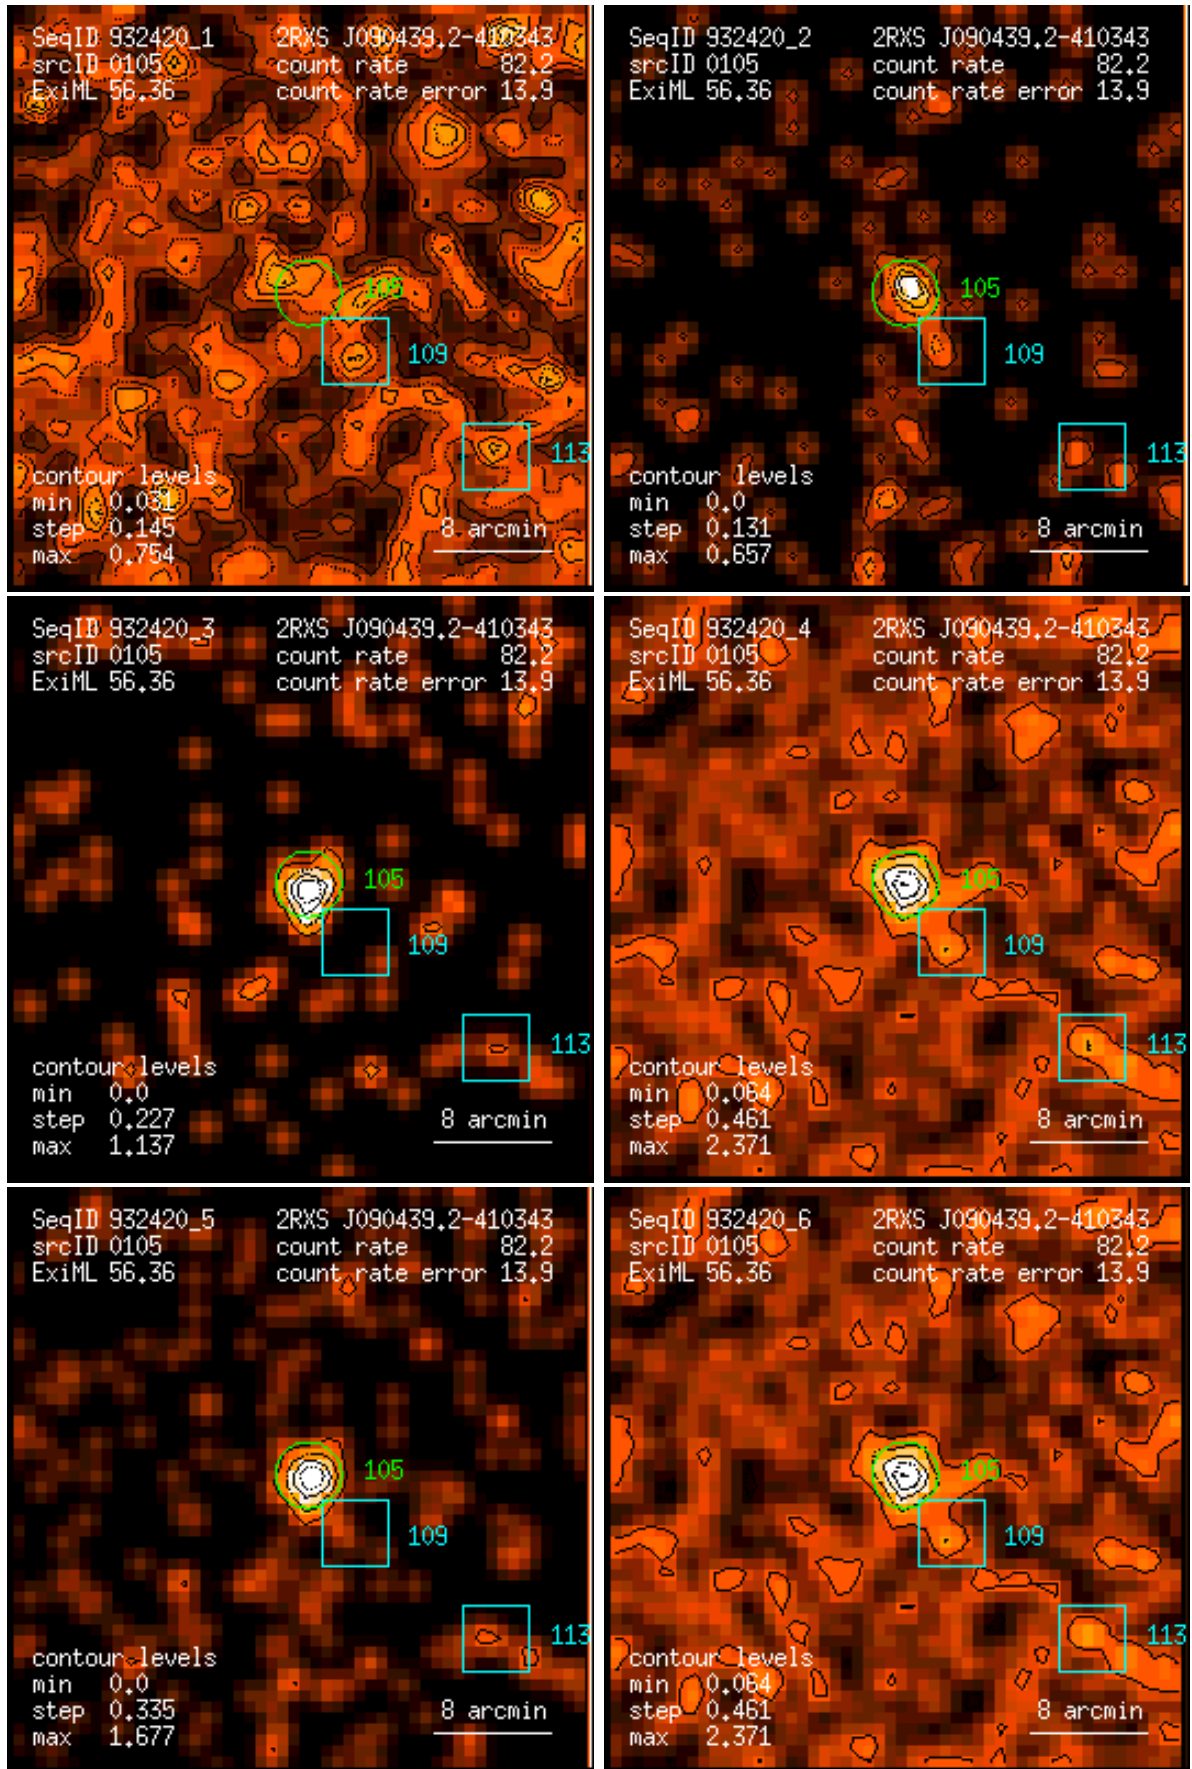 SeqID 932420_1 2RXS J090439.2-410343
srcID 0105 count rate 82.2
ExiML 56.36 count rate error 13.9
105
109
113
contour levels
min 0.031
step 0.145
max 0.754
8 arcmin
SeqID 932420_2 2RXS J090439.2-410343
srcID 0105 count rate 82.2
ExiML 56.36 count rate error 13.9
105
109
113
contour levels
min 0.0
step 0.131
max 0.657
8 arcmin
SeqID 932420_3 2RXS J090439.2-410343
srcID 0105 count rate 82.2
ExiML 56.36 count rate error 13.9
105
109
113
contour levels
min 0.0
step 0.227
max 1.137
8 arcmin
SeqID 932420_4 2RXS J090439.2-410343
srcID 0105 count rate 82.2
ExiML 56.36 count rate error 13.9
105
109
113
contour levels
min 0.064
step 0.461
max 2.371
8 arcmin
SeqID 932420_5 2RXS J090439.2-410343
srcID 0105 count rate 82.2
ExiML 56.36 count rate error 13.9
105
109
113
contour levels
min 0.0
step 0.335
max 1.677
8 arcmin
SeqID 932420_6 2RXS J090439.2-410343
srcID 0105 count rate 82.2
ExiML 56.36 count rate error 13.9
105
109
113
contour levels
min 0.064
step 0.461
max 2.371
8 arcmin